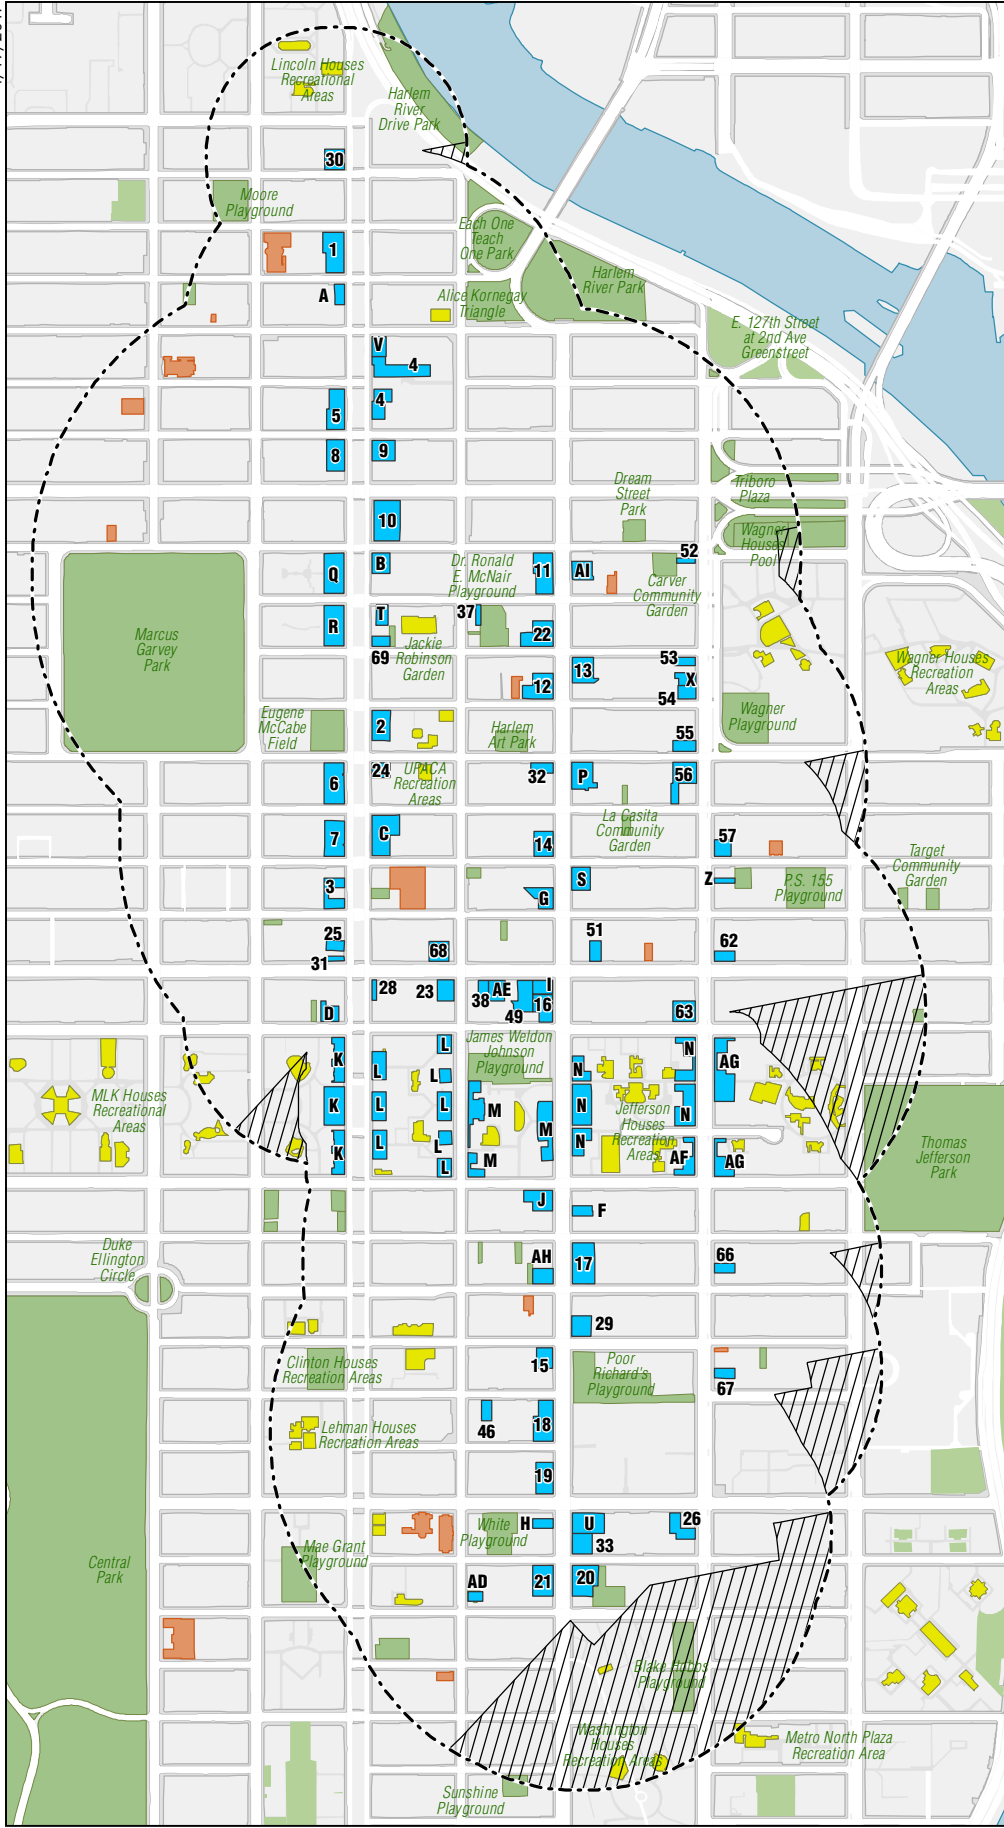 Lincoln Houses
Recreational
Areas
Harlem
River
Drive Park
30
Moore
Playground
Each One
Teach
One Park
1
Harlem
River Park
A
Alice Kornegay
Triangle
E. 127th Street
at 2nd Ave
Greenstreet
V
4
4
5
8
9
Dream
Street
Park
Triboro
Plaza
10
Wagner
Houses
Pool
52
B
Dr. Ronald
E. McNair
Playground
11
AI
Q
Carver
Community
Garden
T
37
R
22
Marcus
Garvey
Park
69
Jackie
Robinson
Garden
13
53
X
54
Wagner Houses
Recreation
Areas
12
Eugene
McCabe
Field
2
Harlem
Art Park
Wagner
Playground
55
24
UPACA
Recreation
Areas
32
P
56
6
La Casita
Community
Garden
7
C
14
57
Target
Community
Garden
3
S
Z
P.S. 155
Playground
G
25
31
68
51
62
28
23
38
AE
49
I
16
D
63
James Weldon
Johnson
Playground
K
L
L
L
N
N
AG
MLK Houses
Recreational
Areas
K
L
L
M
M
N
N
Jefferson
Houses
Recreation
Areas
K
L
L
L
M
N
AF
AG
Thomas
Jefferson
Park
J
F
Duke
Ellington
Circle
AH
17
66
29
Clinton Houses
Recreation Areas
15
Poor
Richard's
Playground
67
Lehman Houses
Recreation Areas
46
18
19
White
Playground
H
U
33
26
Mae Grant
Playground
Central
Park
AD
21
20
Blake Hobbs
Playground
Washington
Houses
Recreation Areas
Metro North Plaza
Recreation Area
Sunshine
Playground